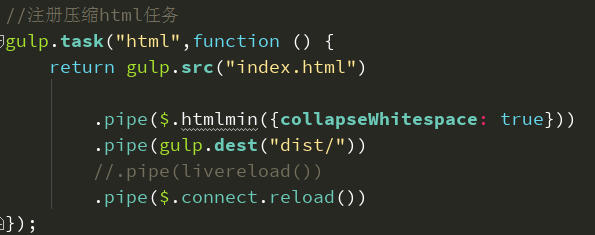 //注册压缩html任务
gulp.task("html",function () {
return gulp.src("index.html")
.pipe($.htmlmin({collapseWhitespace: true}))
.pipe(gulp.dest("dist/"))
//.pipe(livereload())
.pipe($.connect.reload())
});